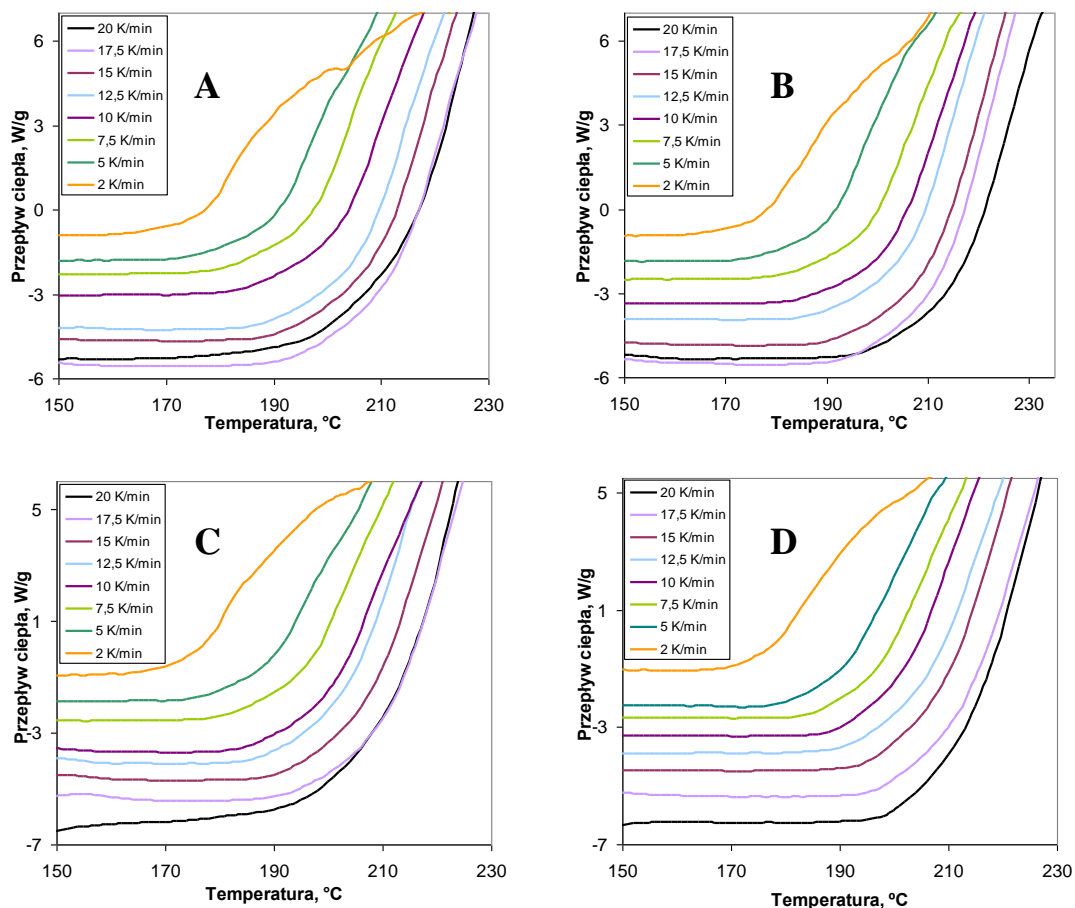 A
20 K/min
17,5 K/min
15 K/min
12,5 K/min
10 K/min
7,5 K/min
5 K/min
2 K/min
Przepływ ciepła, W/g
6
3
0
-3
-6
150
170
190
210
230
Temperatura, °C
B
20 K/min
17,5 K/min
15 K/min
12,5 K/min
10 K/min
7,5 K/min
5 K/min
2 K/min
Przepływ ciepła, W/g
6
3
0
-3
-6
150
170
190
210
230
Temperatura, °C
C
20 K/min
17,5 K/min
15 K/min
12,5 K/min
10 K/min
7,5 K/min
5 K/min
2 K/min
Przepływ ciepła, W/g
5
1
-3
-7
150
170
190
210
230
Temperatura, °C
D
20 K/min
17,5 K/min
15 K/min
12,5 K/min
10 K/min
7,5 K/min
5 K/min
2 K/min
Przepływ ciepła, W/g
5
1
-3
-7
150
170
190
210
230
Temperatura, ºC